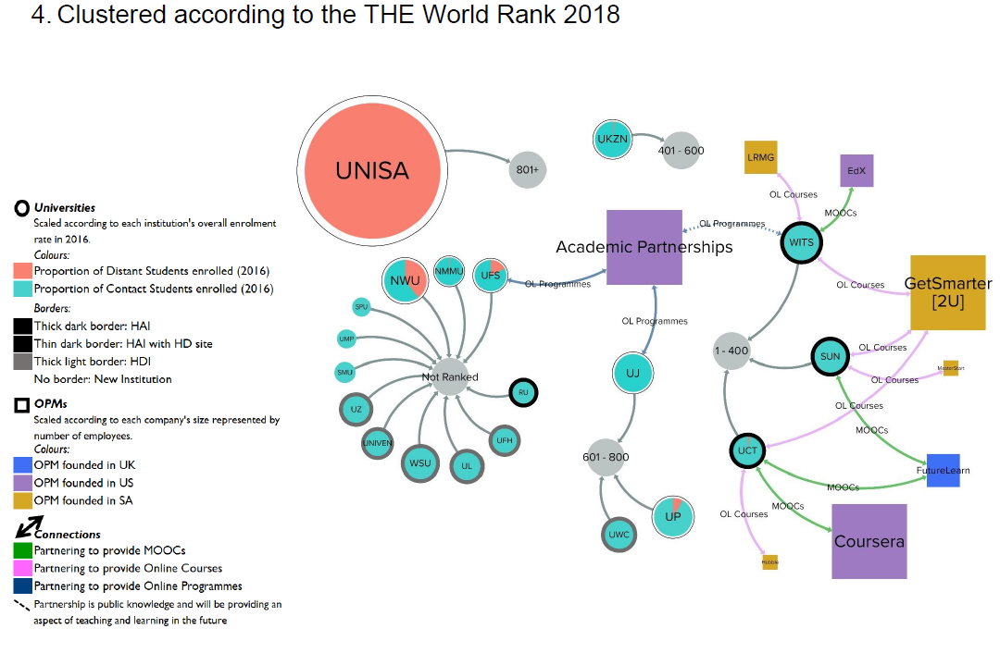 4. Clustered according to the THE World Rank 2018
Universities
Scaled according to each institution's overall enrolment
rate in 2016.
Colours:
Proportion of Distant Students enrolled (2016)
Proportion of Contact Students enrolled (2016)
Borders:
Thick dark border: HAI
Thin dark border: HAI with HD site
Thick light border: HDI
No border: New Institution
OPMs
Scaled according to each company's size represented by
number of employees.
Colours:
OPM founded in UK
OPM founded in US
OPM founded in SA
Connections
Partnering to provide MOOCs
Partnering to provide Online Courses
Partnering to provide Online Programmes
Partnership is public knowledge and will be providing an
aspect of teaching and learning in the future
UNISA
801+
UKZN
401 - 600
LRMG
EdX
OL Courses
MOOCs
OL Programmes
WITS
Academic Partnerships
NWU
NMMU
UFS
OL Programmes
OL Courses
GetSmarter
[2U]
SPU
UMP
SMU
UZ
UNIVEN
WSU
UL
UFH
RU
Not Ranked
OL Programmes
UJ
1 - 400
SUN
OL Courses
MasterStart
OL Courses
OL Courses
MOOCs
601 - 800
UCT
FutureLearn
MOOCs
MOOCs
OL Courses
UWC
UP
Coursera
Hubble